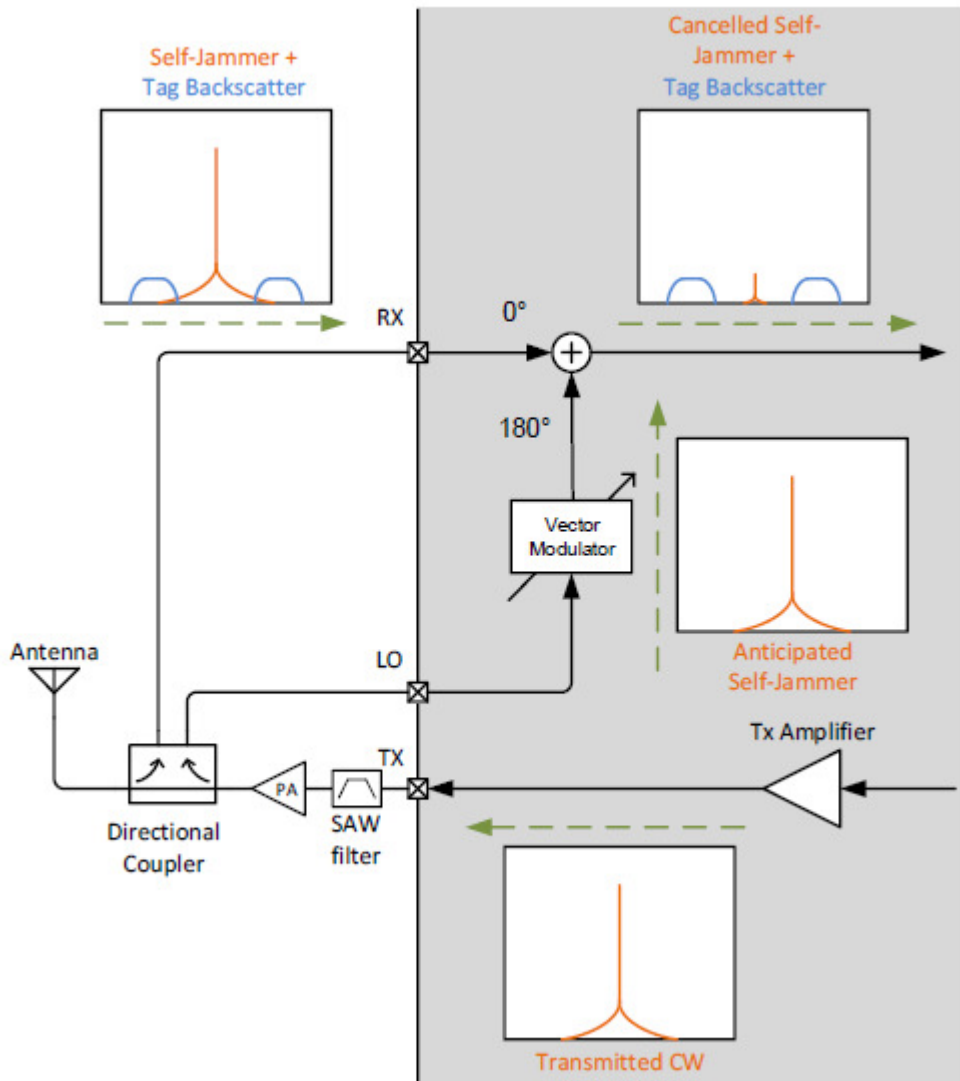 Self-Jammer +
Tag Backscatter
Cancelled Self-
Jammer +
Tag Backscatter
RX
0°
180°
Vector
Modulator
Anticipated
Self-Jammer
Antenna
LO
TX
Tx Amplifier
PA
Directional
Coupler
SAW
filter
Transmitted CW